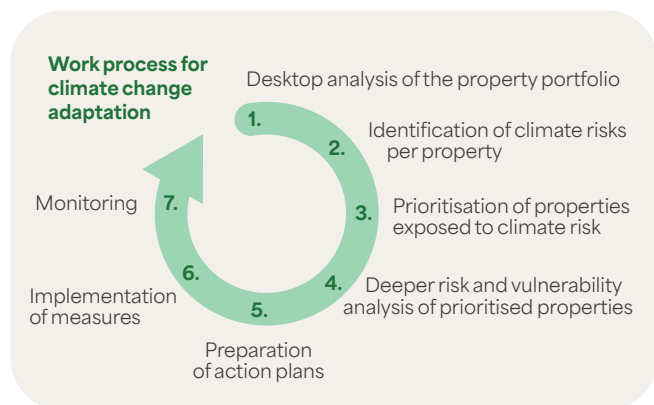 Work process for
climate change
adaptation
1.
Desktop analysis of the property portfolio
2.
Identification of climate risks
per property
3.
Prioritisation of properties
exposed to climate risk
4.
Deeper risk and vulnerability
analysis of prioritised properties
5.
Preparation
of action plans
6.
Implementation
of measures
7.
Monitoring